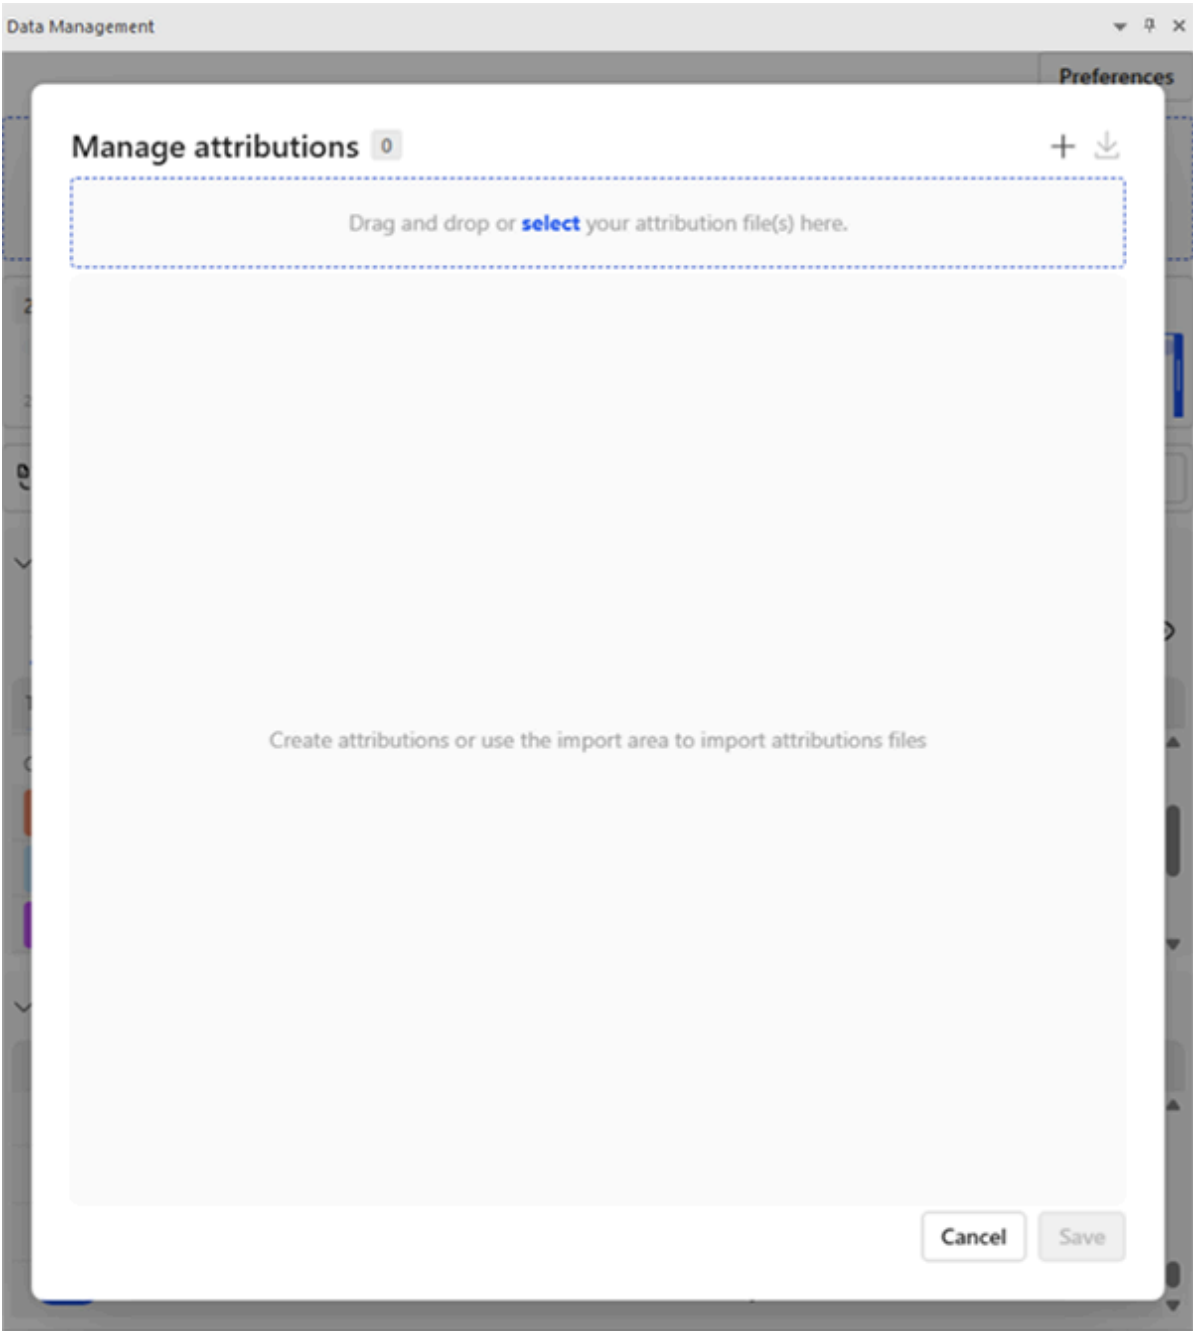 Data Management
Preferences
Manage attributions 0
Drag and drop or select your attribution file(s) here.
Create attributions or use the import area to import attributions files
Cancel Save